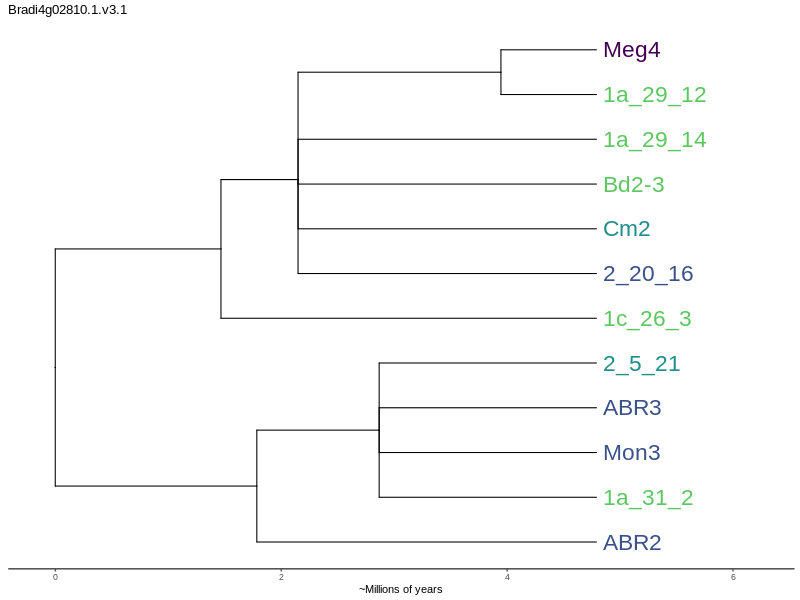 Bradi4g02810.1.v3.1
Meg4
1a_29_12
1a_29_14
Bd2-3
Cm2
2_20_16
1c_26_3
2_5_21
ABR3
Mon3
1a_31_2
ABR2
0 2 4 6
~Millions of years